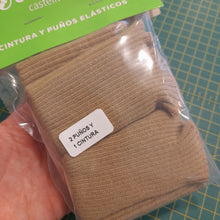 CINTURA Y PUÑOS ELÁSTICOS
2 PUÑOS Y
1 CINTURA